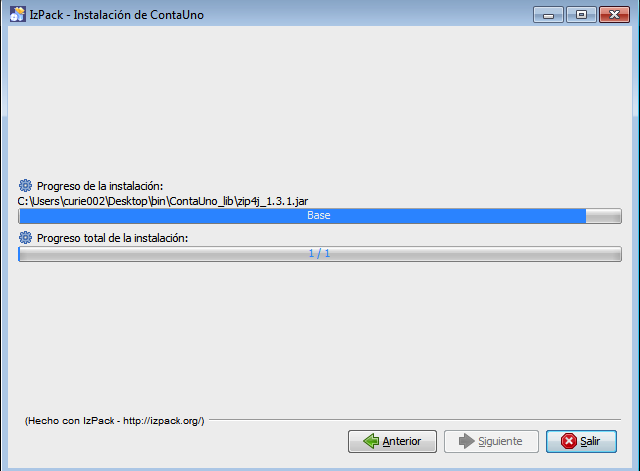 IzPack - Instalación de ContaUno
Progreso de la instalación:
C:\Users\curie002\Desktop\bin\ContaUno_lib\zip4j_1.3.1.jar
Base
Progreso total de la instalación:
1 / 1
(Hecho con IzPack - http://izpack.org/)
Anterior
Siguiente
Salir